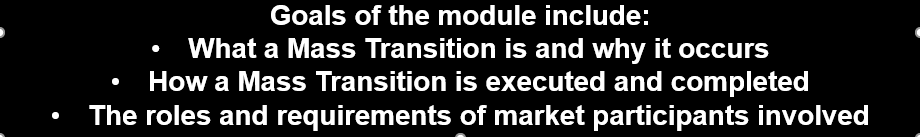 Goals of the module include:
• What a Mass Transition is and why it occurs
• How a Mass Transition is executed and completed
• The roles and requirements of market participants involved